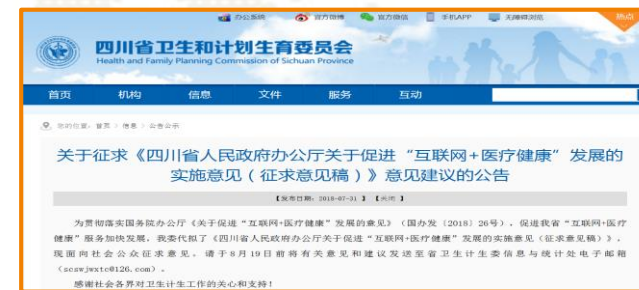 办公系统 官方微博 官方微信 手机APP 无障碍浏览 热点
四川省卫生和计划生育委员会
Health and Family Planning Commission of Sichuan Province
首页 机构 信息 文件 服务 互动
您的位置：首页 > 信息 > 公告公示
关于征求《四川省人民政府办公厅关于促进“互联网+医疗健康”发展的
实施意见（征求意见稿）》意见建议的公告
【发布日期：2018-07-31 】 【关闭 】
为贯彻落实国务院办公厅《关于促进“互联网+医疗健康”发展的意见》（国办发〔2018〕26号），促进我省“互联网+医疗
健康”服务加快发展，我委代拟了《四川省人民政府办公厅关于促进“互联网+医疗健康”发展的实施意见（征求意见稿）》，
现面向社会公众征求意见。请于8月19日前将有关意见和建议发送至省卫生计生委信息与统计处电子邮箱
（scswjwxtc@126.com）。
感谢社会各界对卫生计生工作的关心和支持！